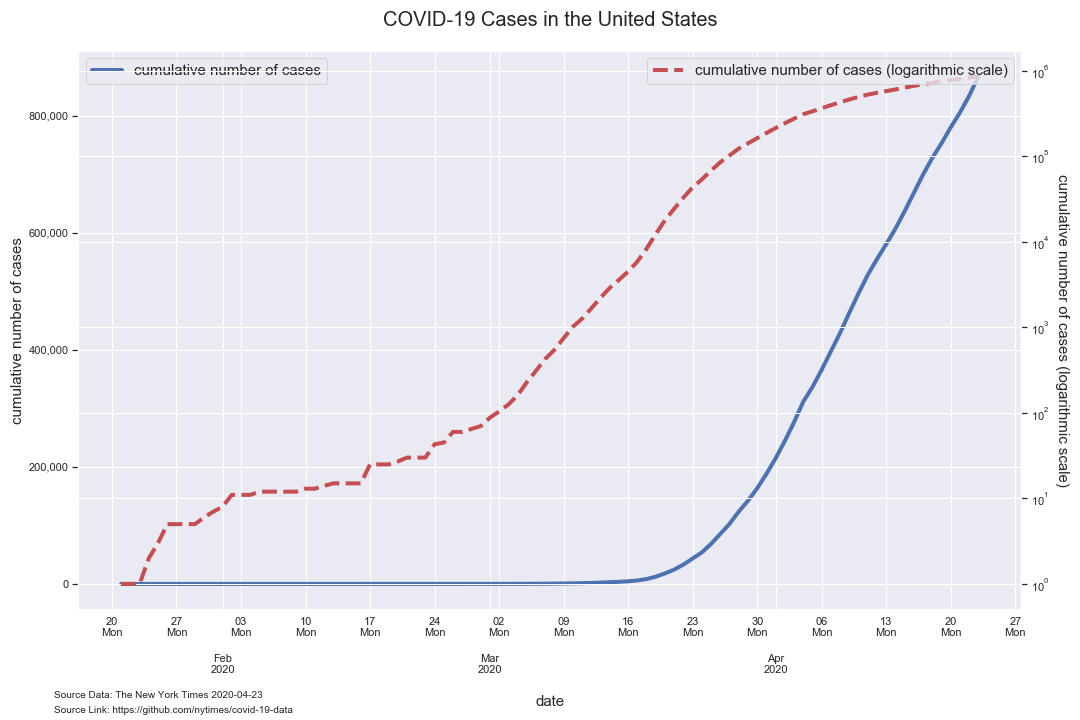 COVID-19 Cases in the United States
cumulative number of cases
cumulative number of cases (logarithmic scale)
cumulative number of cases
800,000
600,000
400,000
200,000
0
10⁶
10⁵
10⁴
10³
10²
10¹
10⁰
cumulative number of cases (logarithmic scale)
20 27 03 10 17 24 02 09 16 23 30 06 13 20 27
Mon Mon Mon Mon Mon Mon Mon Mon Mon Mon Mon Mon Mon Mon Mon
Feb Mar Apr
2020 2020 2020
date
Source Data: The New York Times 2020-04-23
Source Link: https://github.com/nytimes/covid-19-data